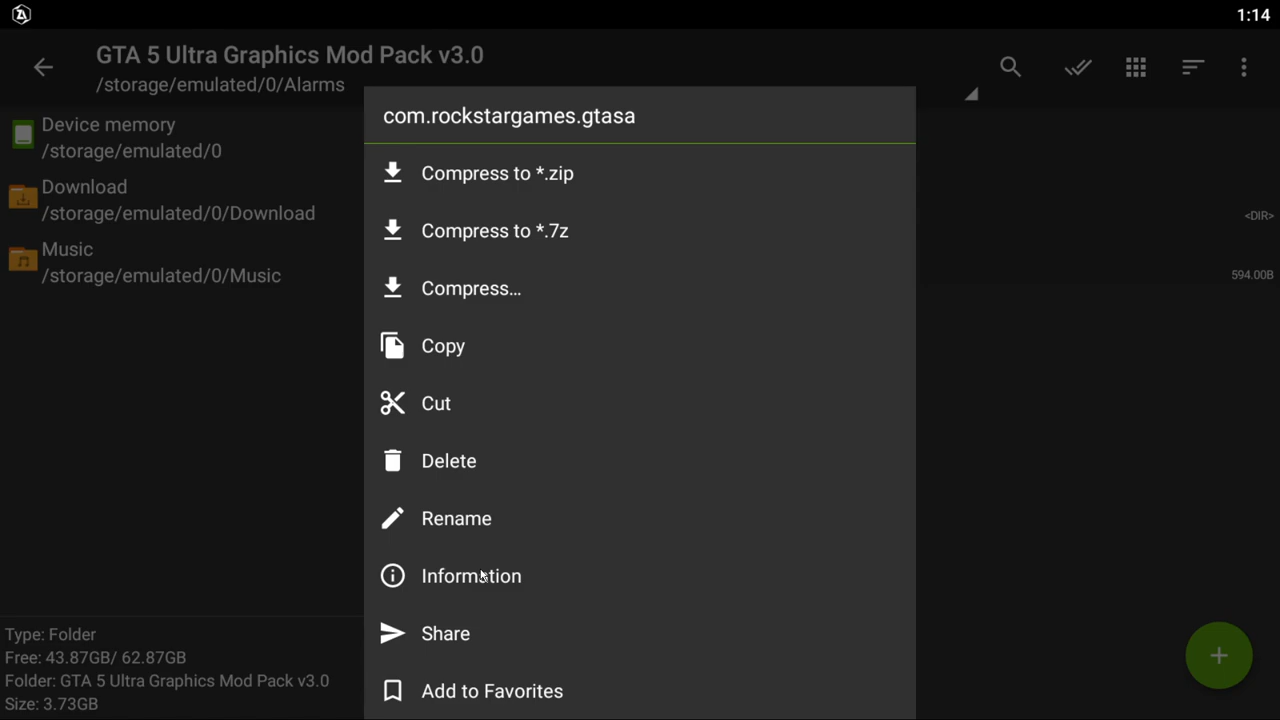 1:14
GTA 5 Ultra Graphics Mod Pack v3.0
/storage/emulated/0/Alarms
Device memory
/storage/emulated/0
Download
/storage/emulated/0/Download
Music
/storage/emulated/0/Music
com.rockstargames.gtasa
Compress to *.zip
Compress to *.7z
Compress...
Copy
Cut
Delete
Rename
Information
Share
Add to Favorites
<DIR>
594.00B
Type: Folder
Free: 43.87GB/ 62.87GB
Folder: GTA 5 Ultra Graphics Mod Pack v3.0
Size: 3.73GB